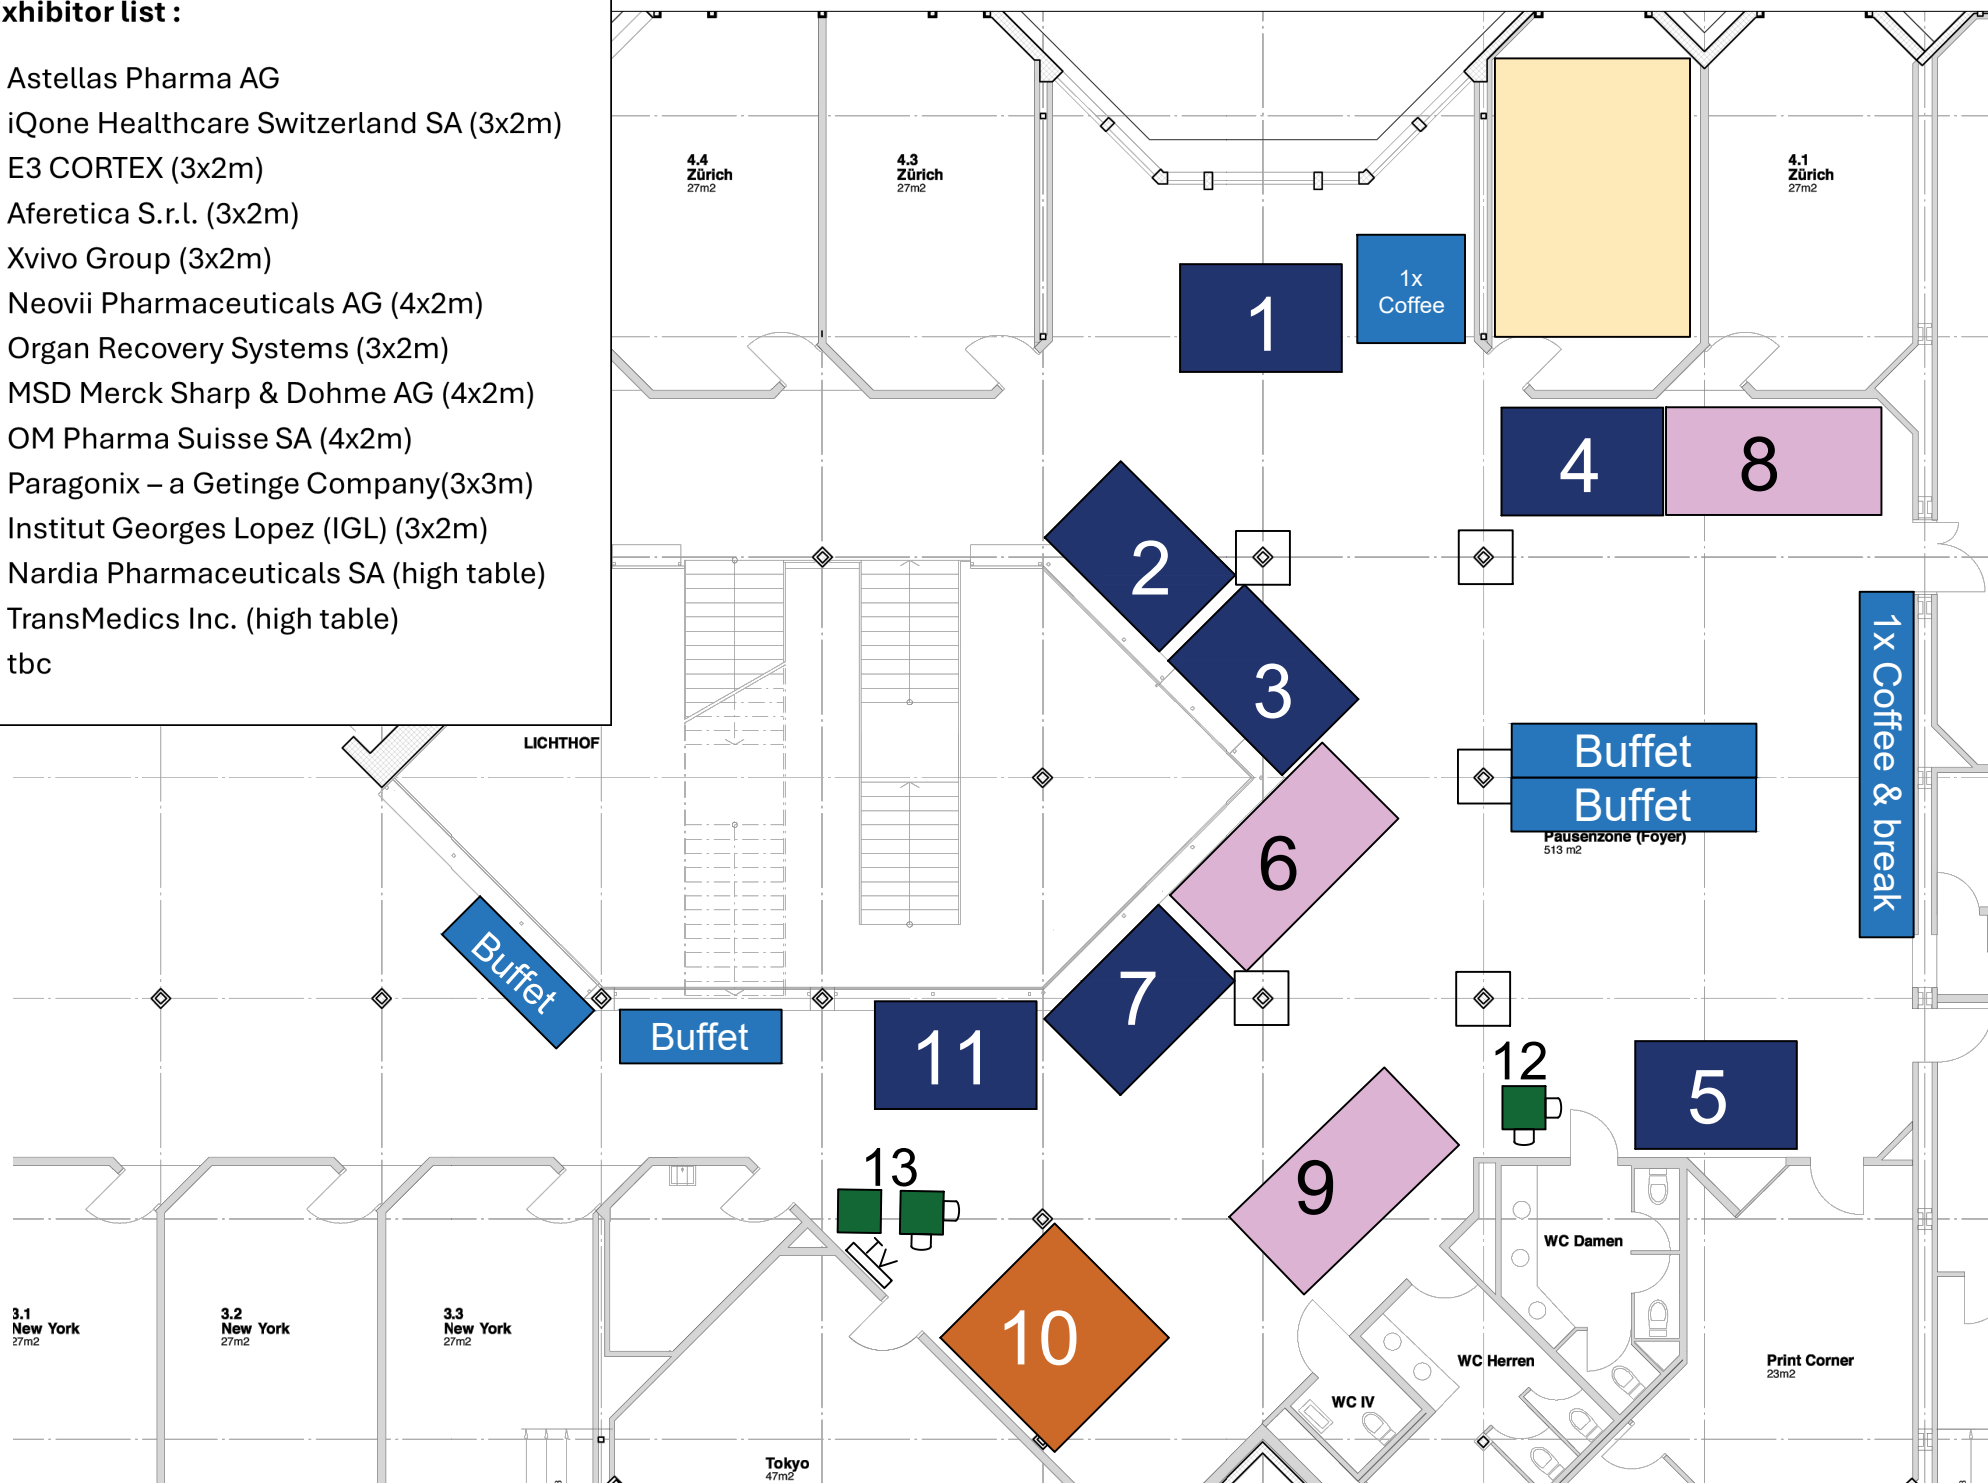 xhibitor list :
Astellas Pharma AG
iQone Healthcare Switzerland SA (3x2m)
E3 CORTEX (3x2m)
Aferetica S.r.l. (3x2m)
Xvivo Group (3x2m)
Neovii Pharmaceuticals AG (4x2m)
Organ Recovery Systems (3x2m)
MSD Merck Sharp & Dohme AG (4x2m)
OM Pharma Suisse SA (4x2m)
Paragonix – a Getinge Company(3x3m)
Institut Georges Lopez (IGL) (3x2m)
Nardia Pharmaceuticals SA (high table)
TransMedics Inc. (high table)
tbc
4.4
Zürich
27m2
4.3
Zürich
27m2
4.1
Zürich
27m2
1
1x
Coffee
4
8
2
3
1x Coffee & break
LICHTHOF
Buffet
Buffet
Pausenzone (Foyer)
513 m2
6
7
Buffet
Buffet
11
12
5
13
TV
9
10
3.1
New York
27m2
3.2
New York
27m2
3.3
New York
27m2
WC Damen
WC Herren
WC IV
Print Corner
23m2
Tokyo
47m2